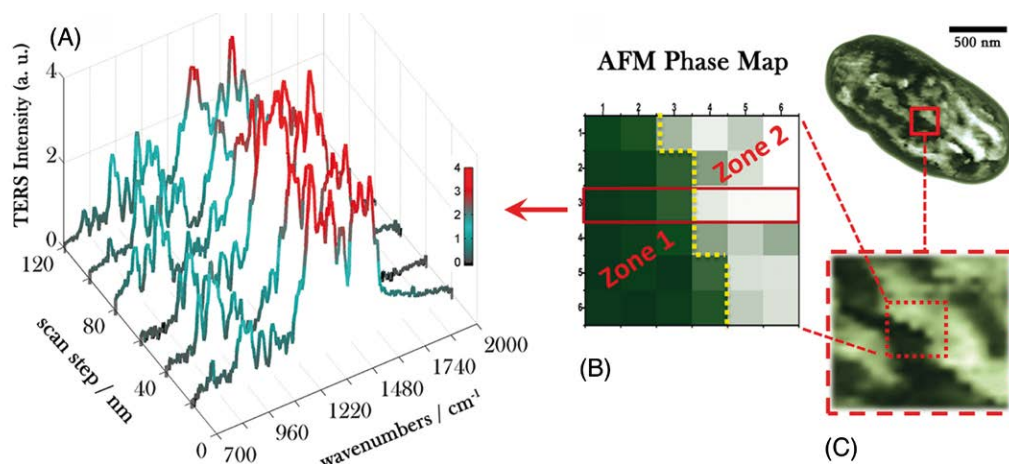 (A)
TERS Intensity (a. u.)
4
2
0
120
80
40
0
scan step / nm
700
960
1220
1480
1740
2000
wavenumbers / cm⁻¹
4
3
2
1
0
AFM Phase Map
1 2 3 4 5 6
1
2
3
4
5
6
Zone 2
Zone 1
(B)
500 nm
(C)